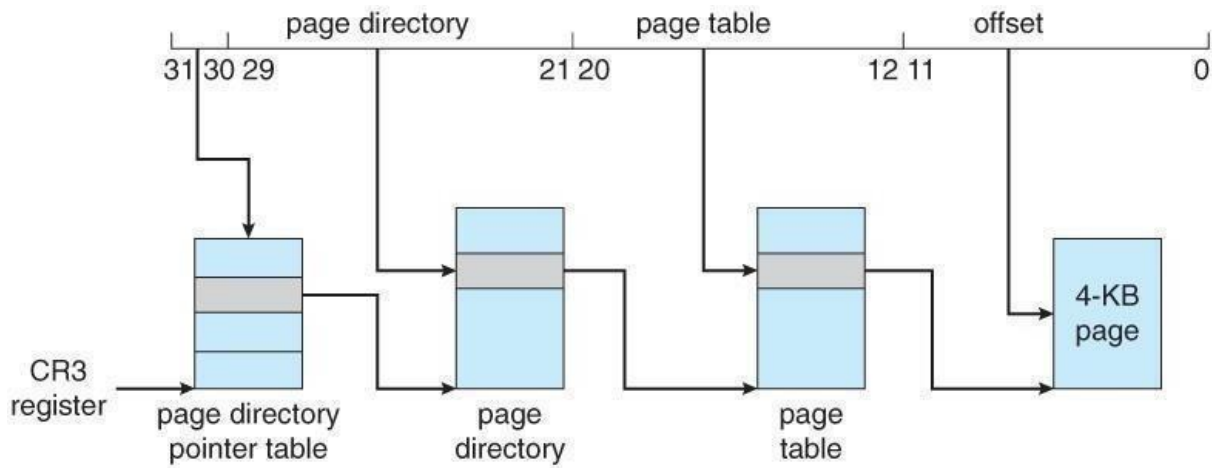 page directory page table offset
31 30 29 21 20 12 11 0
4-KB
page
CR3
register
page directory
pointer table
page
directory
page
table